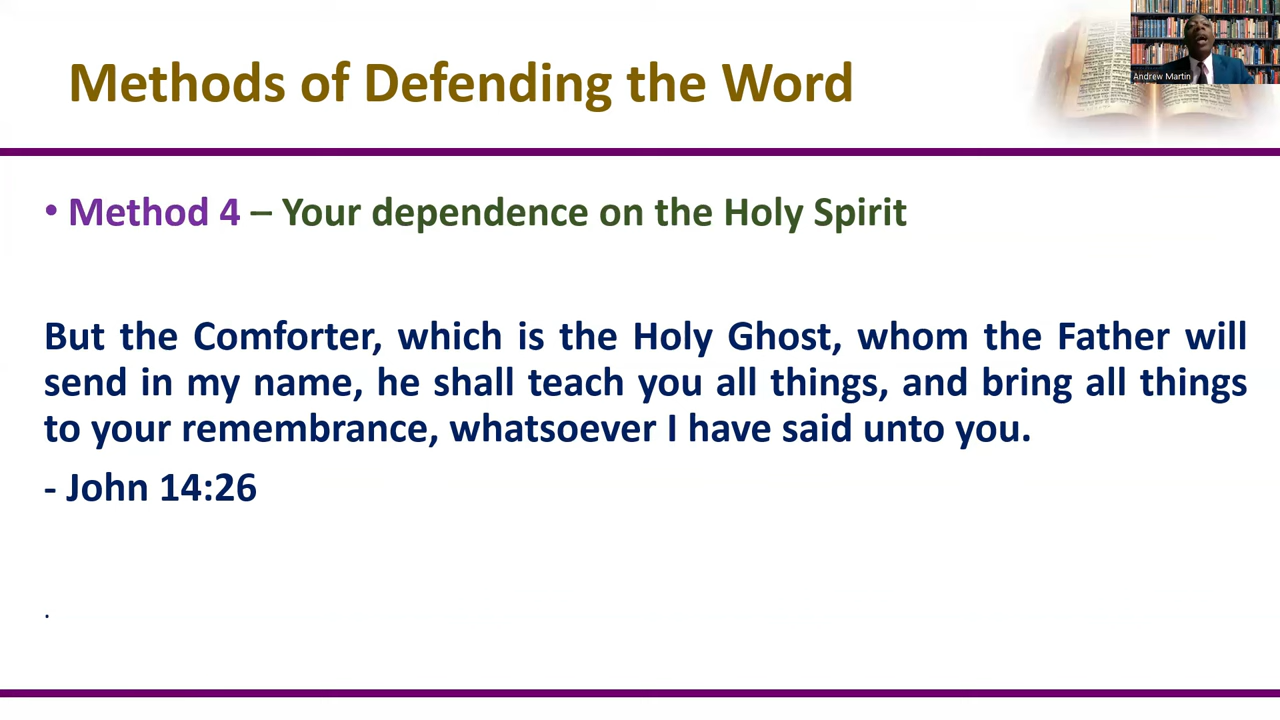 Methods of Defending the Word
Andrew Martin
• Method 4 – Your dependence on the Holy Spirit
But the Comforter, which is the Holy Ghost, whom the Father will
send in my name, he shall teach you all things, and bring all things
to your remembrance, whatsoever I have said unto you.
- John 14:26
.